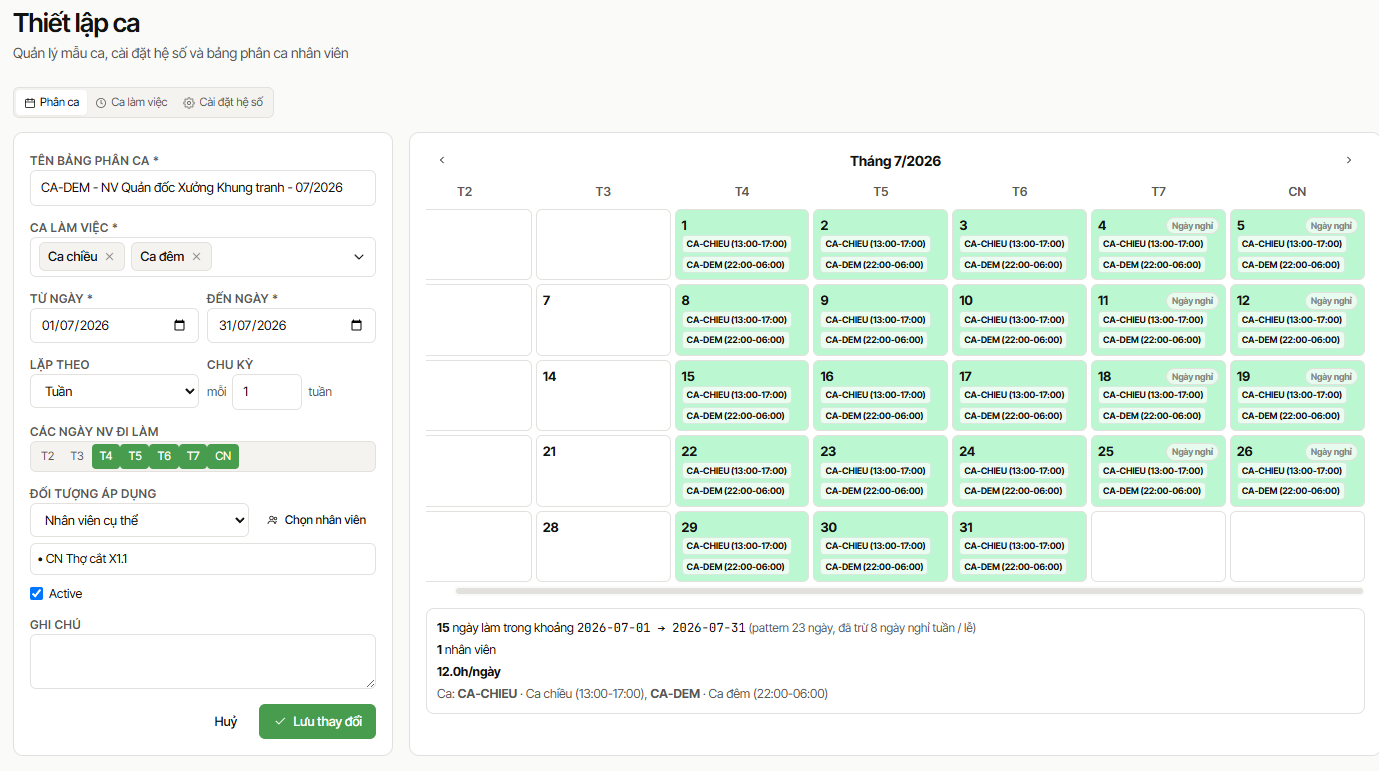 Thiết lập ca
Quản lý mẫu ca, cài đặt hệ số và bảng phân ca nhân viên
Phân ca
Ca làm việc
Cài đặt hệ số
TÊN BẢNG PHÂN CA *
CA-DEM - NV Quản đốc Xưởng Khung tranh - 07/2026
CA LÀM VIỆC *
Ca chiều ×
Ca đêm ×
TỪ NGÀY *
ĐẾN NGÀY *
01/07/2026
31/07/2026
LẶP THEO
CHU KỲ
Tuần
mỗi 1 tuần
CÁC NGÀY NV ĐI LÀM
T2 T3 T4 T5 T6 T7 CN
ĐỐI TƯỢNG ÁP DỤNG
Nhân viên cụ thể
Chọn nhân viên
• CN Thợ cắt X1.1
Active
GHI CHÚ
Huỷ
Lưu thay đổi
Tháng 7/2026
T2 T3 T4 T5 T6 T7 CN
1 2 3 4 Ngày nghỉ 5 Ngày nghỉ
CA-CHIEU (13:00-17:00) CA-CHIEU (13:00-17:00) CA-CHIEU (13:00-17:00) CA-CHIEU (13:00-17:00) CA-CHIEU (13:00-17:00)
CA-DEM (22:00-06:00) CA-DEM (22:00-06:00) CA-DEM (22:00-06:00) CA-DEM (22:00-06:00) CA-DEM (22:00-06:00)
7 8 9 10 11 Ngày nghỉ 12 Ngày nghỉ
CA-CHIEU (13:00-17:00) CA-CHIEU (13:00-17:00) CA-CHIEU (13:00-17:00) CA-CHIEU (13:00-17:00) CA-CHIEU (13:00-17:00)
CA-DEM (22:00-06:00) CA-DEM (22:00-06:00) CA-DEM (22:00-06:00) CA-DEM (22:00-06:00) CA-DEM (22:00-06:00)
14 15 16 17 18 Ngày nghỉ 19 Ngày nghỉ
CA-CHIEU (13:00-17:00) CA-CHIEU (13:00-17:00) CA-CHIEU (13:00-17:00) CA-CHIEU (13:00-17:00) CA-CHIEU (13:00-17:00)
CA-DEM (22:00-06:00) CA-DEM (22:00-06:00) CA-DEM (22:00-06:00) CA-DEM (22:00-06:00) CA-DEM (22:00-06:00)
21 22 23 24 25 Ngày nghỉ 26 Ngày nghỉ
CA-CHIEU (13:00-17:00) CA-CHIEU (13:00-17:00) CA-CHIEU (13:00-17:00) CA-CHIEU (13:00-17:00) CA-CHIEU (13:00-17:00)
CA-DEM (22:00-06:00) CA-DEM (22:00-06:00) CA-DEM (22:00-06:00) CA-DEM (22:00-06:00) CA-DEM (22:00-06:00)
28 29 30 31
CA-CHIEU (13:00-17:00) CA-CHIEU (13:00-17:00) CA-CHIEU (13:00-17:00)
CA-DEM (22:00-06:00) CA-DEM (22:00-06:00) CA-DEM (22:00-06:00)
15 ngày làm trong khoảng 2026-07-01 → 2026-07-31 (pattern 23 ngày, đã trừ 8 ngày nghỉ tuần / lễ)
1 nhân viên
12.0h/ngày
Ca: CA-CHIEU · Ca chiều (13:00-17:00), CA-DEM · Ca đêm (22:00-06:00)